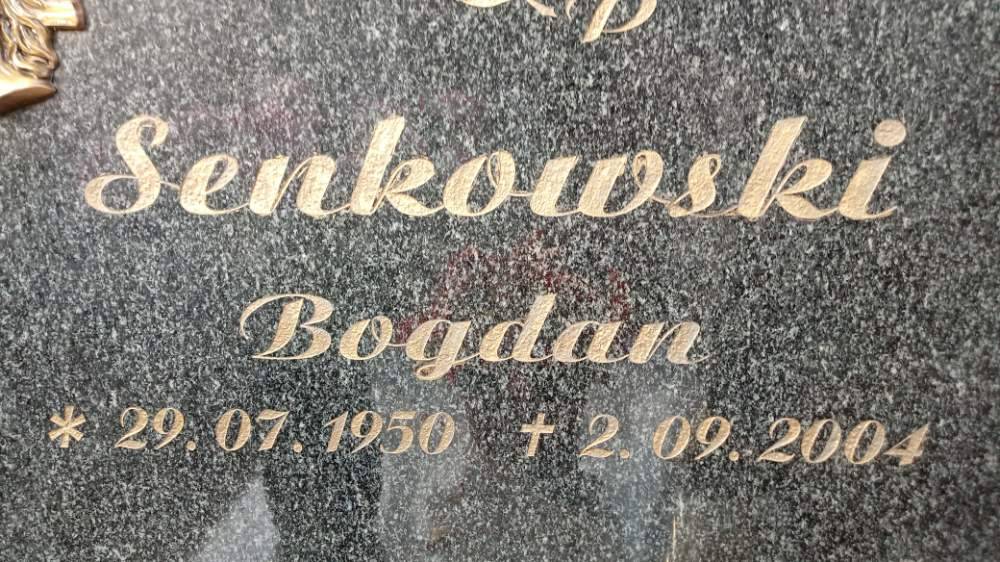 Senkowski
Bogdan
* 29. 07. 1950 † 2. 09. 2004